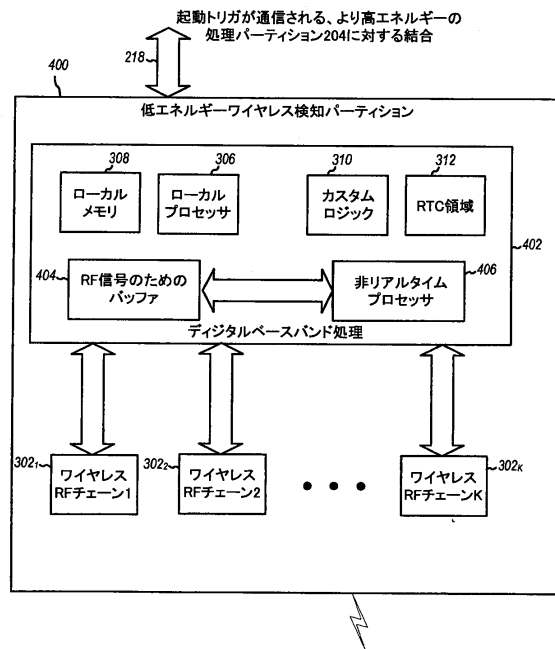 起動トリガが通信される、より高エネルギーの
処理パーティション204に対する結合
218
400
低エネルギーワイヤレス検知パーティション
308
306
310
312
ローカル
メモリ
ローカル
プロセッサ
カスタム
ロジック
RTC領域
402
404
RF信号のための
バッファ
非リアルタイム
プロセッサ
406
ディジタルベースバンド処理
302₁
ワイヤレス
RFチェーン1
302₂
ワイヤレス
RFチェーン2
ワイヤレス
RFチェーンK
302K